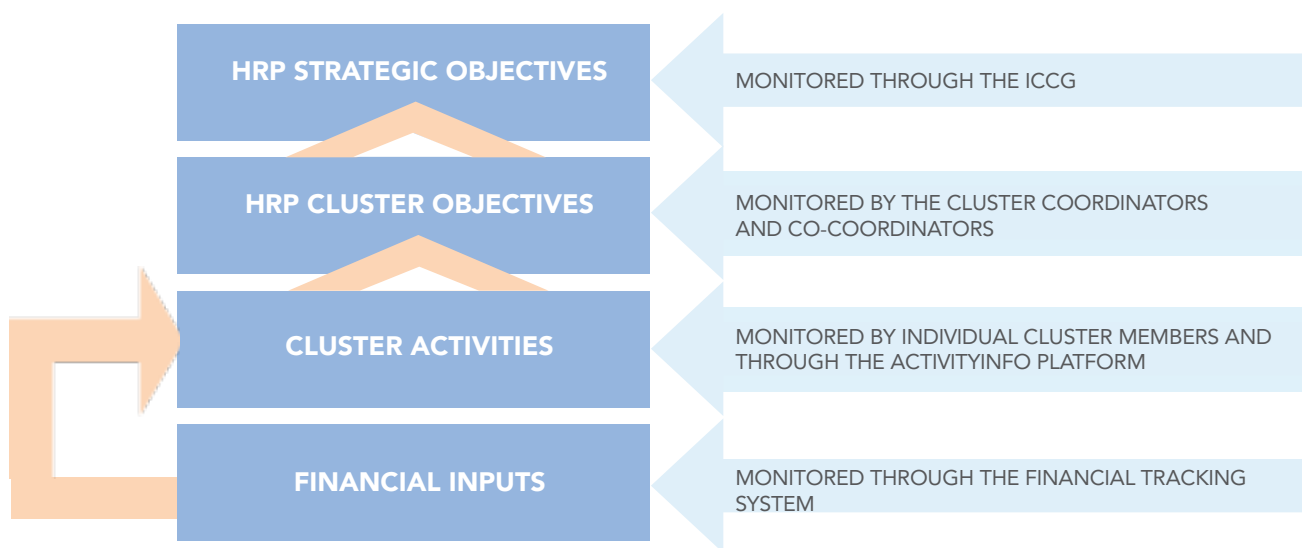 HRP STRATEGIC OBJECTIVES
MONITORED THROUGH THE ICCG
HRP CLUSTER OBJECTIVES
MONITORED BY THE CLUSTER COORDINATORS
AND CO-COORDINATORS
CLUSTER ACTIVITIES
MONITORED BY INDIVIDUAL CLUSTER MEMBERS AND
THROUGH THE ACTIVITYINFO PLATFORM
FINANCIAL INPUTS
MONITORED THROUGH THE FINANCIAL TRACKING
SYSTEM